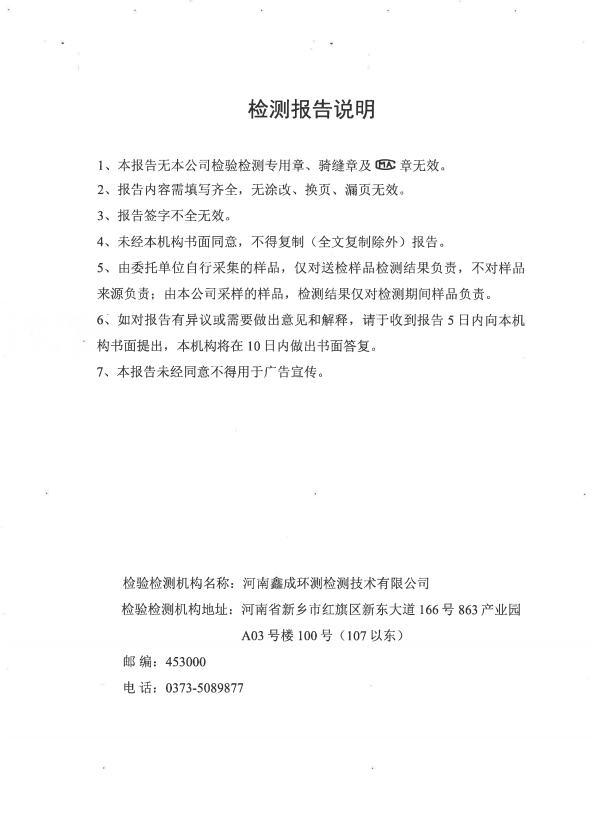 检测报告说明
1、本报告无本公司检验检测专用章、骑缝章及 MA 章无效。
2、报告内容需填写齐全，无涂改、换页、漏页无效。
3、报告签字不全无效。
4、未经本机构书面同意，不得复制（全文复制除外）报告。
5、由委托单位自行采集的样品，仅对送检样品检测结果负责，不对样品
来源负责；由本公司采样的样品，检测结果仅对检测期间样品负责。
6、如对报告有异议或需要做出意见和解释，请于收到报告 5 日内向本机
构书面提出，本机构将在 10 日内做出书面答复。
7、本报告未经同意不得用于广告宣传。
检验检测机构名称：河南鑫成环测检测技术有限公司
检验检测机构地址：河南省新乡市红旗区新东大道 166 号 863 产业园
A03 号楼 100 号（107 以东）
邮 编：453000
电 话：0373-5089877